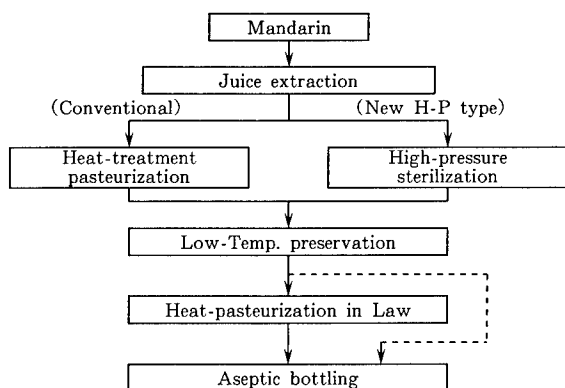 Mandarin
Juice extraction
(Conventional)
(New H-P type)
Heat-treatment
pasteurization
High-pressure
sterilization
Low-Temp. preservation
Heat-pasteurization in Law
Aseptic bottling